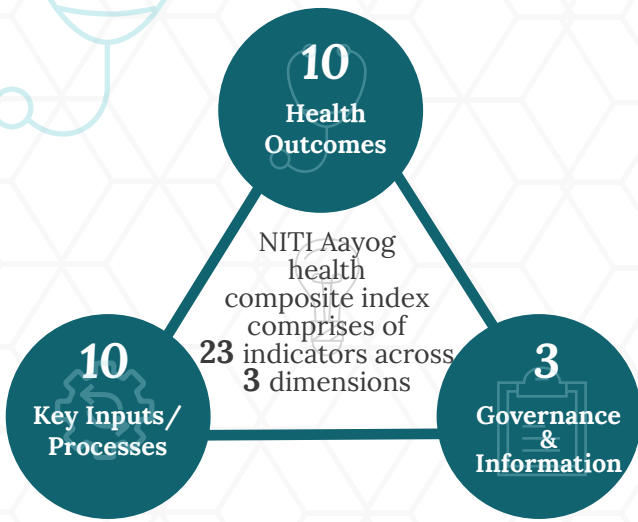 10
Health
Outcomes
NITI Aayog
health
composite index
comprises of
23 indicators across
3 dimensions
10
Key Inputs/
Processes
3
Governance
&
Information